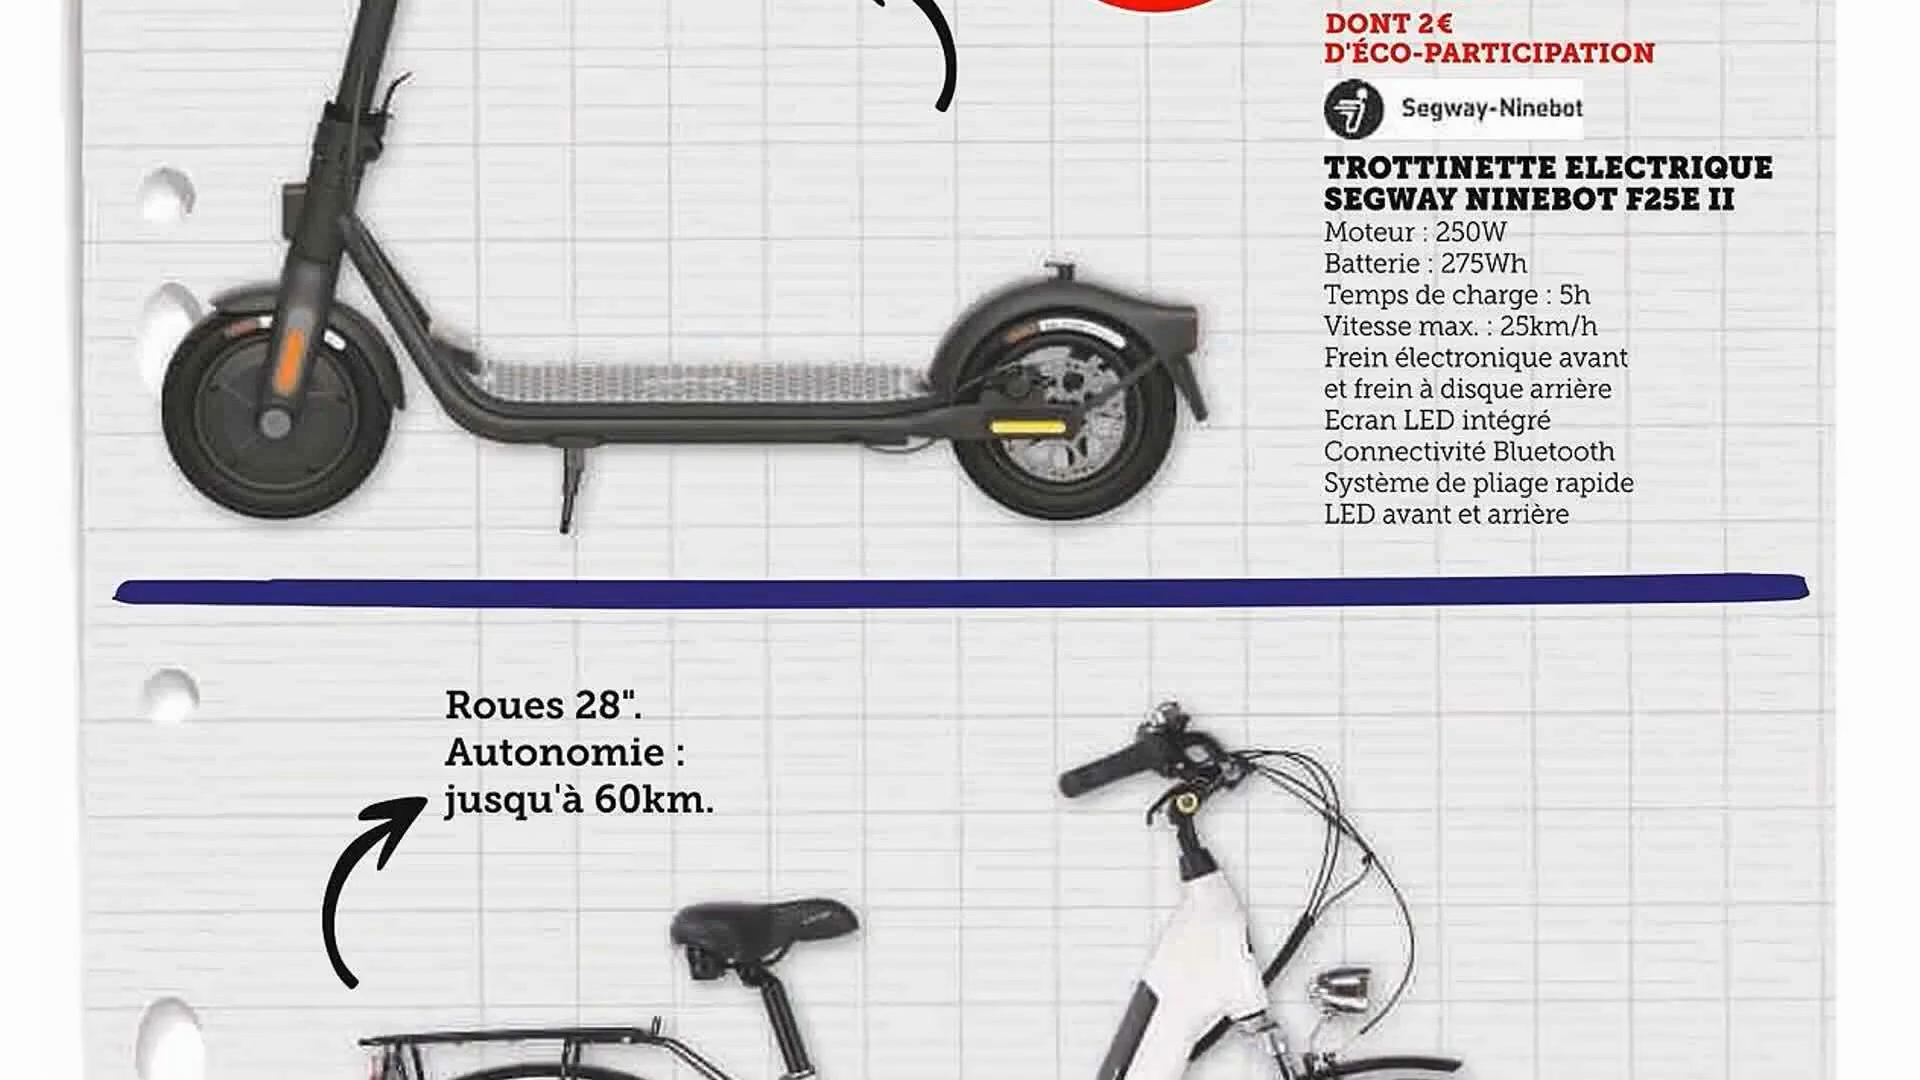 DONT 2€
D'ÉCO-PARTICIPATION
Segway-Ninebot
TROTTINETTE ELECTRIQUE
SEGWAY NINEBOT F25E II
Moteur : 250W
Batterie : 275Wh
Temps de charge : 5h
Vitesse max. : 25km/h
Frein électronique avant
et frein à disque arrière
Ecran LED intégré
Connectivité Bluetooth
Système de pliage rapide
LED avant et arrière
Roues 28".
Autonomie :
jusqu'à 60km.